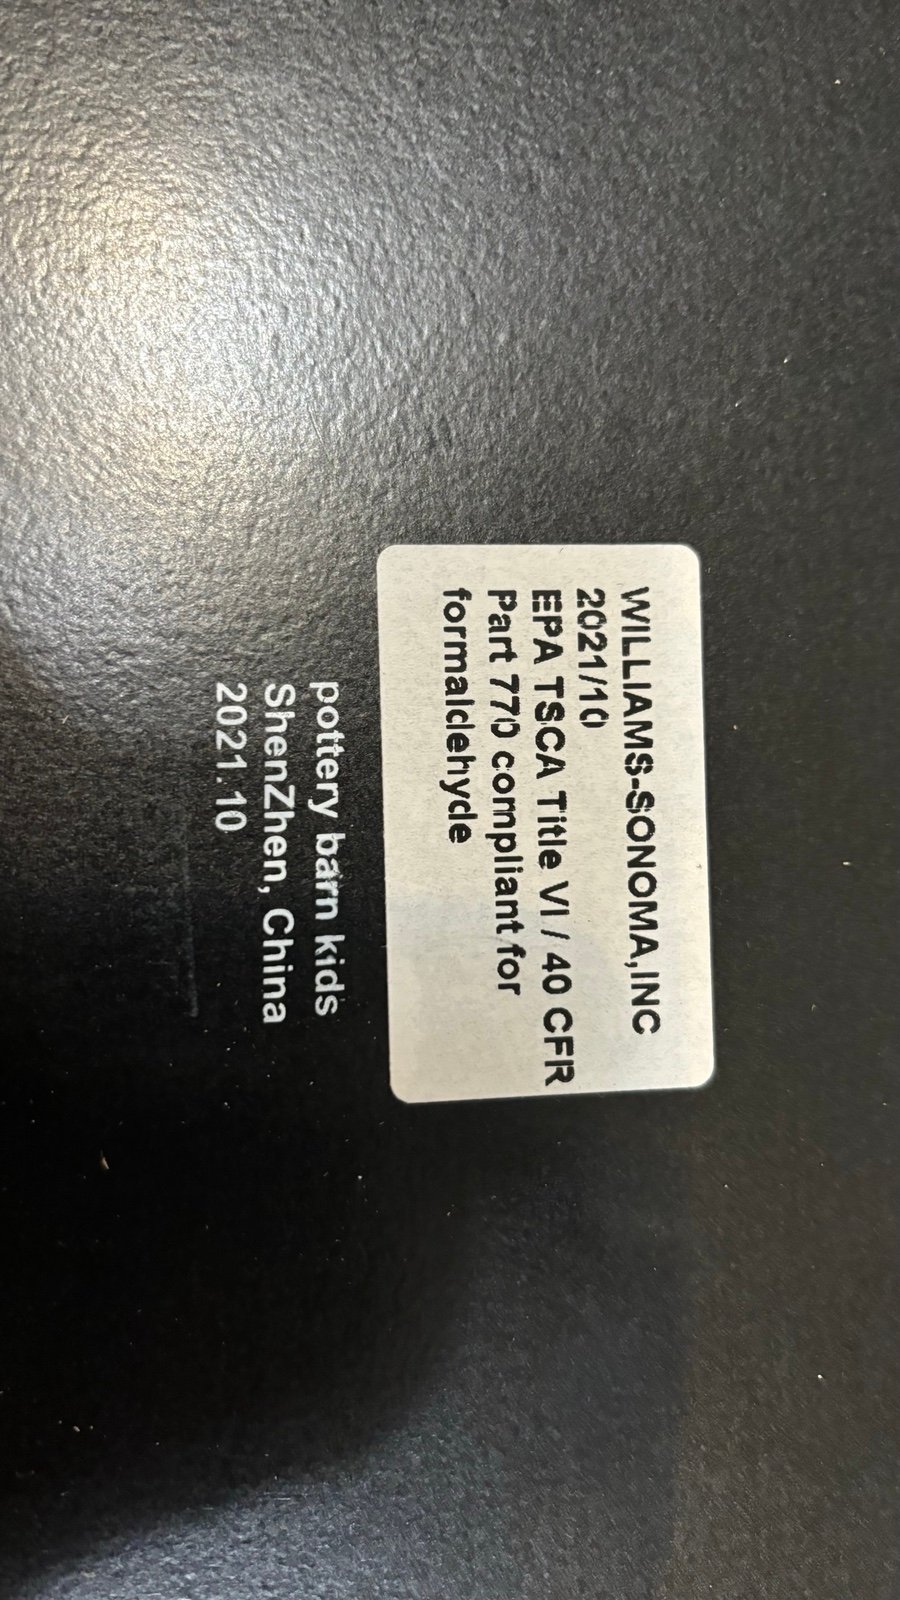 WILLIAMS-SONOMA,INC
2021/10
EPA TSCA Title VI / 40 CFR
Part 770 compliant for
formaldehyde
pottery barn kids
ShenZhen, China
2021.10